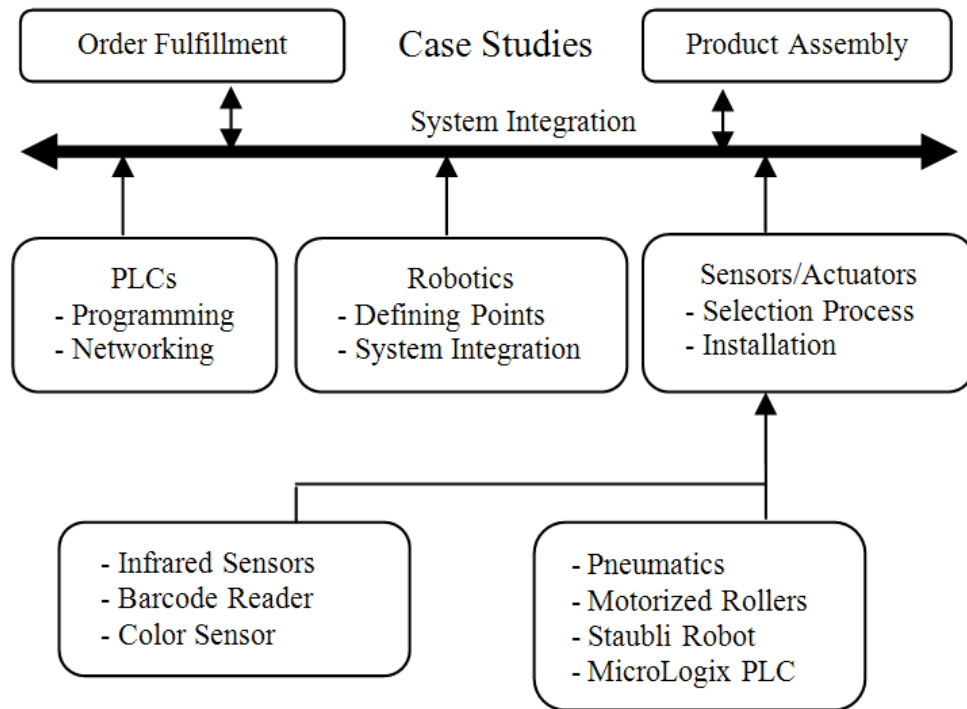 Order Fulfillment
Case Studies
Product Assembly
System Integration
PLCs
- Programming
- Networking
Robotics
- Defining Points
- System Integration
Sensors/Actuators
- Selection Process
- Installation
- Infrared Sensors
- Barcode Reader
- Color Sensor
- Pneumatics
- Motorized Rollers
- Staubli Robot
- MicroLogix PLC